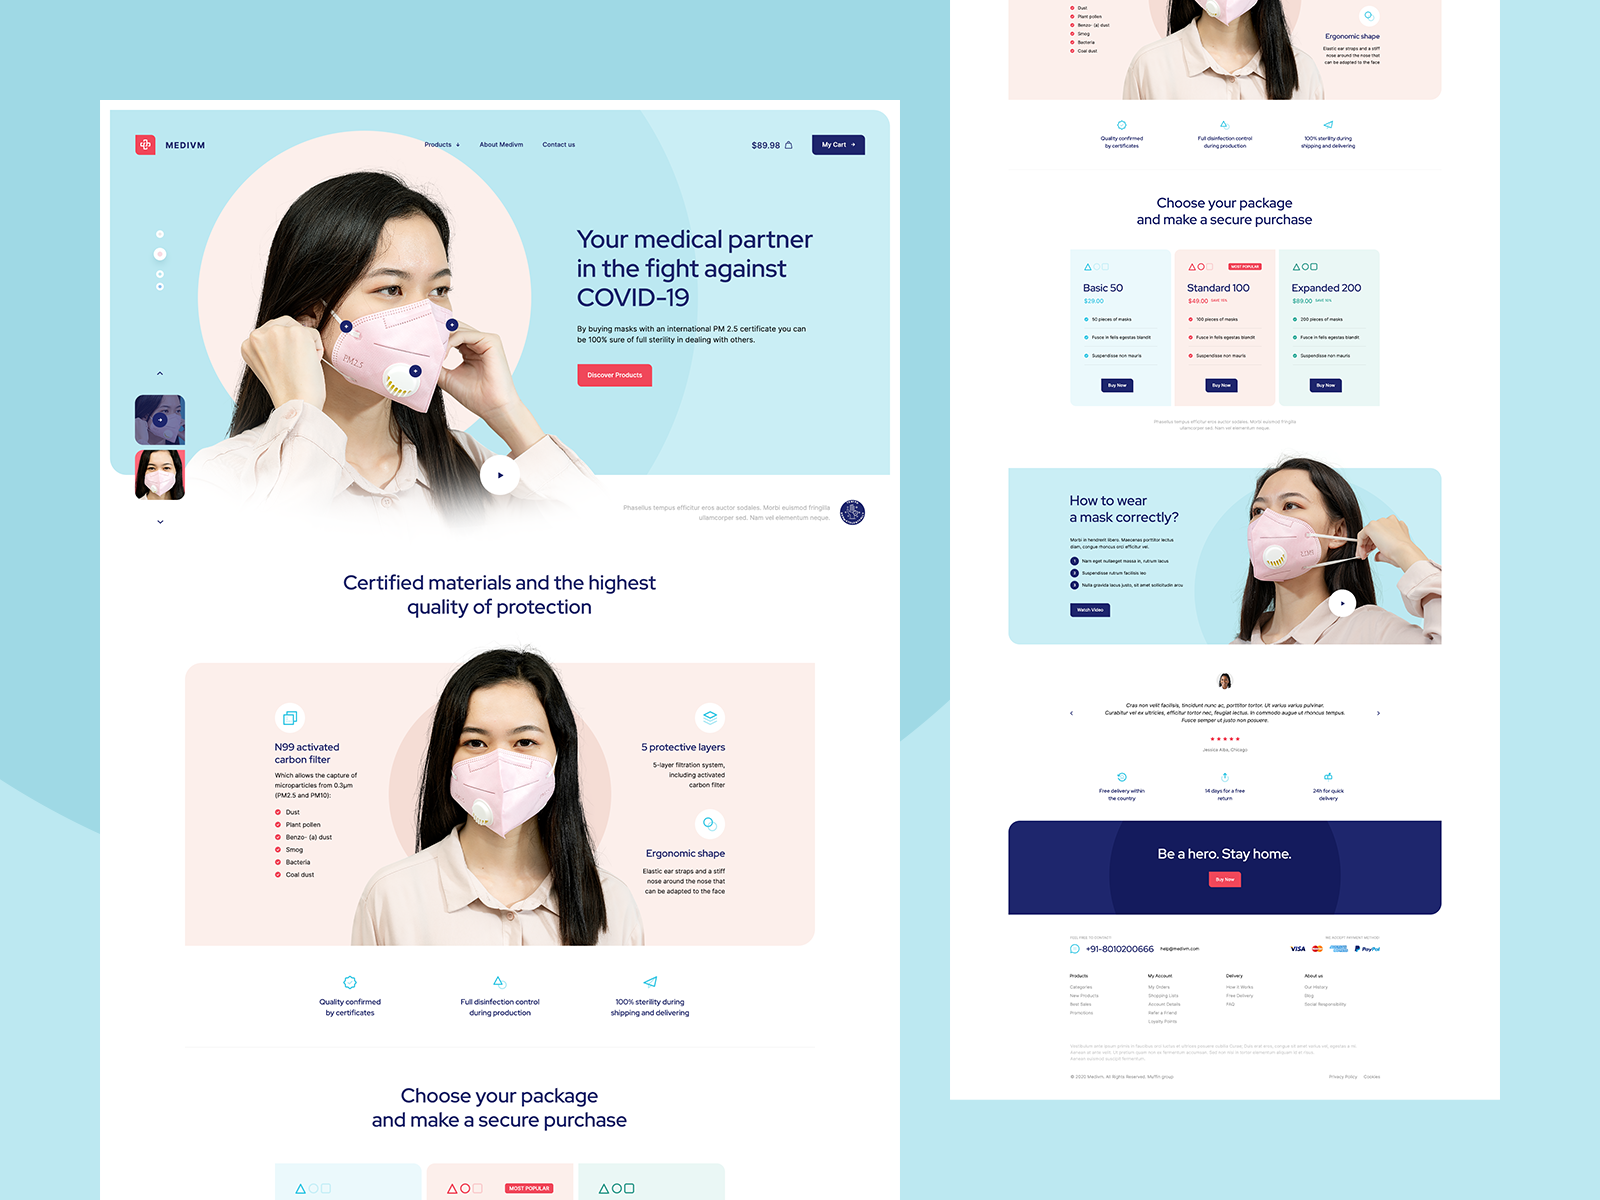 MEDIVM
Products
About Medivm
Contact us
$89.98
My Cart
Your medical partner
in the fight against
COVID-19
By buying masks with an international PM 2.5 certificate you can
be 100% sure of full sterility in dealing with others.
Discover Products
PM2.5
Phasellus tempus efficitur eros auctor sodales. Morbi euismod fringilla
ullamcorper sed. Nam vel elementum neque.
Certified materials and the highest
quality of protection
N99 activated
carbon filter
Which allows the capture of
microparticles from 0.3µm
(PM2.5 and PM10):
Dust
Plant pollen
Benzo- (a) dust
Smog
Bacteria
Coal dust
5 protective layers
5-layer filtration system,
including activated
carbon filter
Ergonomic shape
Elastic ear straps and a stiff
nose around the nose that
can be adapted to the face
Quality confirmed
by certificates
Full disinfection control
during production
100% sterility during
shipping and delivering
Choose your package
and make a secure purchase
MOST POPULAR
Dust
Plant pollen
Benzo- (a) dust
Smog
Bacteria
Coal dust
Ergonomic shape
Elastic ear straps and a stiff
nose around the nose that
can be adapted to the face
Quality confirmed
by certificates
Full disinfection control
during production
100% sterility during
shipping and delivering
Choose your package
and make a secure purchase
Basic 50
$29.00
50 pieces of masks
Fusce in felis egestas blandit
Suspendisse non mauris
Buy Now
MOST POPULAR
Standard 100
$49.00 SAVE 15%
100 pieces of masks
Fusce in felis egestas blandit
Suspendisse non mauris
Buy Now
Expanded 200
$89.00
200 pieces of masks
Fusce in felis egestas blandit
Suspendisse non mauris
Buy Now
Phasellus tempus efficitur eros auctor sodales. Morbi euismod fringilla
ullamcorper sed. Nam vel elementum neque
How to wear
a mask correctly?
Morbi in hendrerit libero. Maecenas porttitor lectus
diam, congue rhoncus orci efficitur vel.
1 Nam eget nullaeget massa in, rutrum lacus
2 Suspendisse rutrum facilisis leo
3 Nulla gravida lacus justo, sit amet sollicitudin arcu
Watch Video
Cras non velit facilisis, tincidunt nunc ac, porttitor tortor. Ut varius varius pulvinar.
Curabitur vel ex ultricies, efficitur tortor nec, feugiat lectus. In commodo augue ut rhoncus tempus.
Fusce semper ut justo non posuere.
Jessica Alba, Chicago
Free delivery within
the country
14 days for a free
return
24h for quick
delivery
Be a hero. Stay home.
Buy Now
+91-8010200666
help@medivm.com
WE ACCEPT PAYMENT METHOD:
VISA
PayPal
Products
Categories
New Products
Best Sales
Promotions
My Account
My Orders
Shopping Lists
Account Details
Refer a Friend
Loyalty Points
Delivery
How it Works
Free Delivery
FAQ
About us
Our History
Blog
Social Responsibility
© 2020 Medivm. All Rights Reserved. Muffin group
Privacy Policy
Cookies